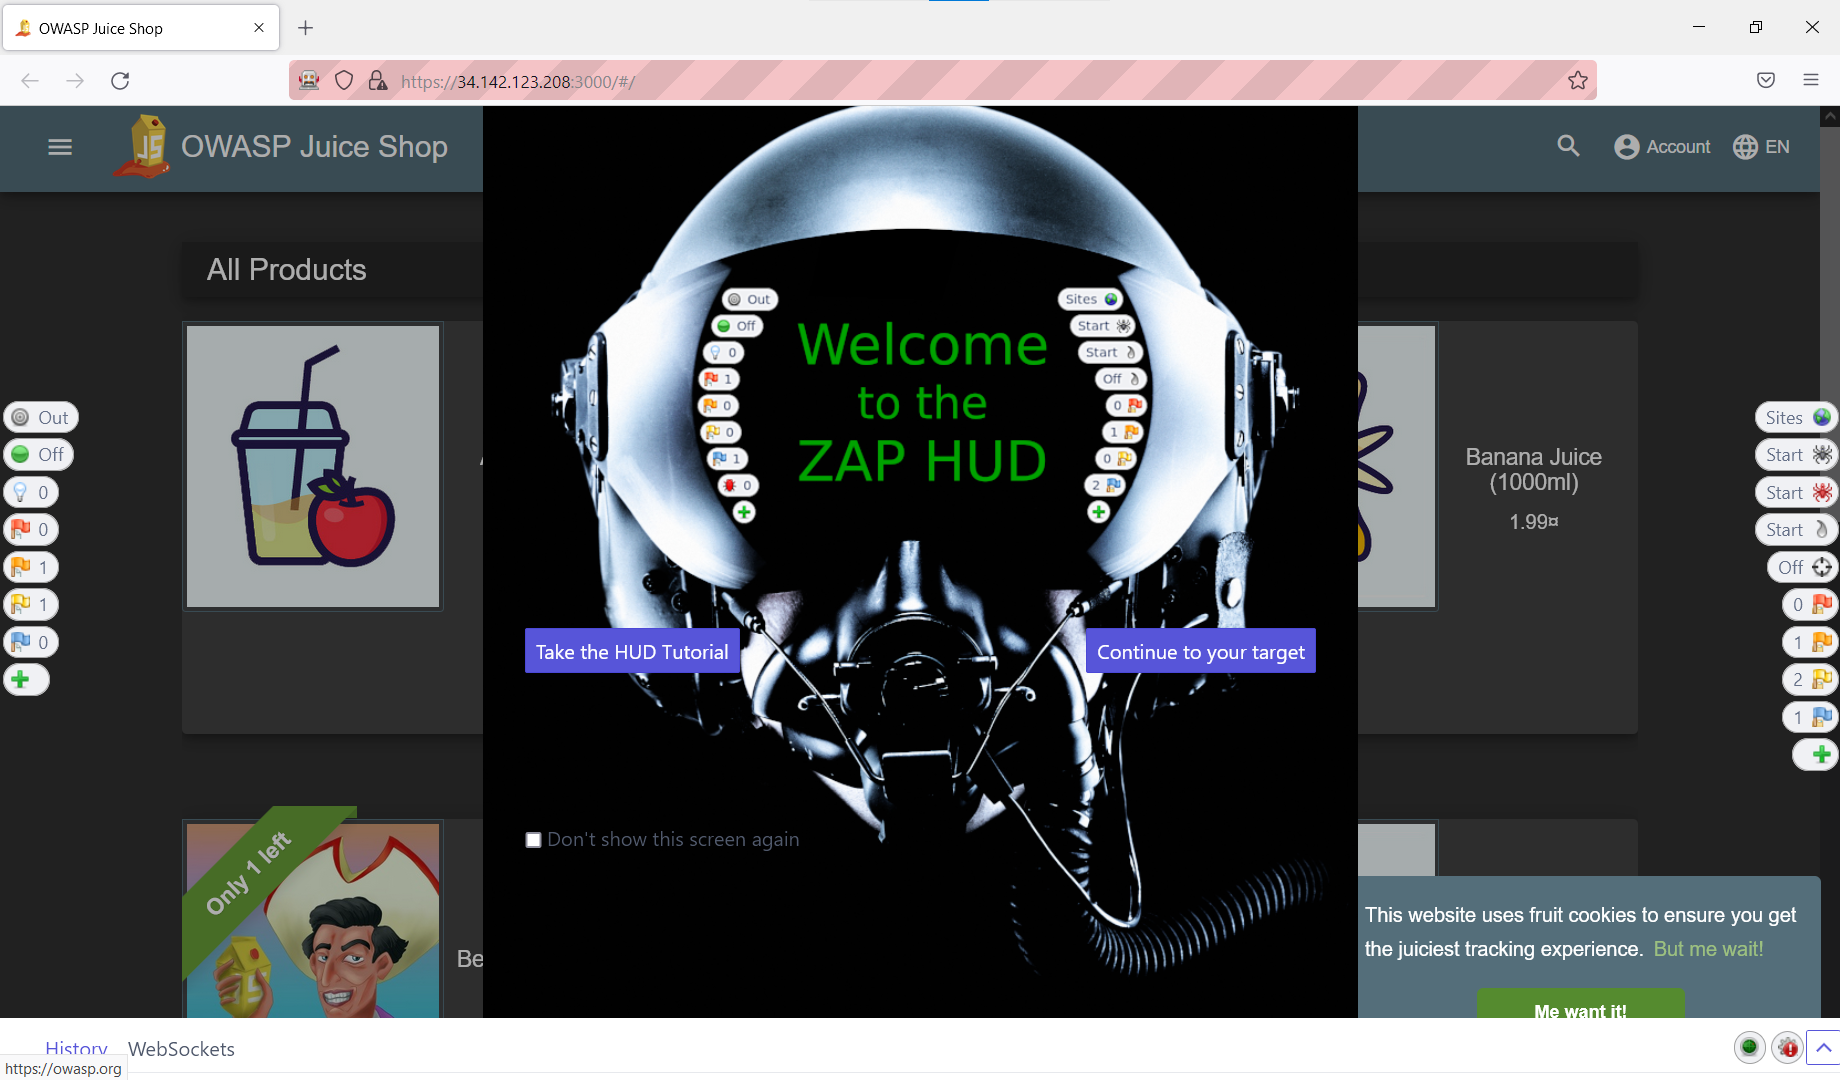 OWASP Juice Shop
https://34.142.123.208:3000/#/
JS
OWASP Juice Shop
Account
EN
All Products
Out
Off
0
1
0
0
1
0
Sites
Start
Start
Off
0
1
0
2
Welcome
to the
ZAP HUD
Out
Off
0
0
1
1
0
Sites
Start
Start
Start
Off
0
1
2
1
Banana Juice
(1000ml)
1.99¤
Take the HUD Tutorial
Continue to your target
Don't show this screen again
Only 1 left
Be
This website uses fruit cookies to ensure you get
the juiciest tracking experience. But me wait!
Me want it!
History
WebSockets
https://owasp.org